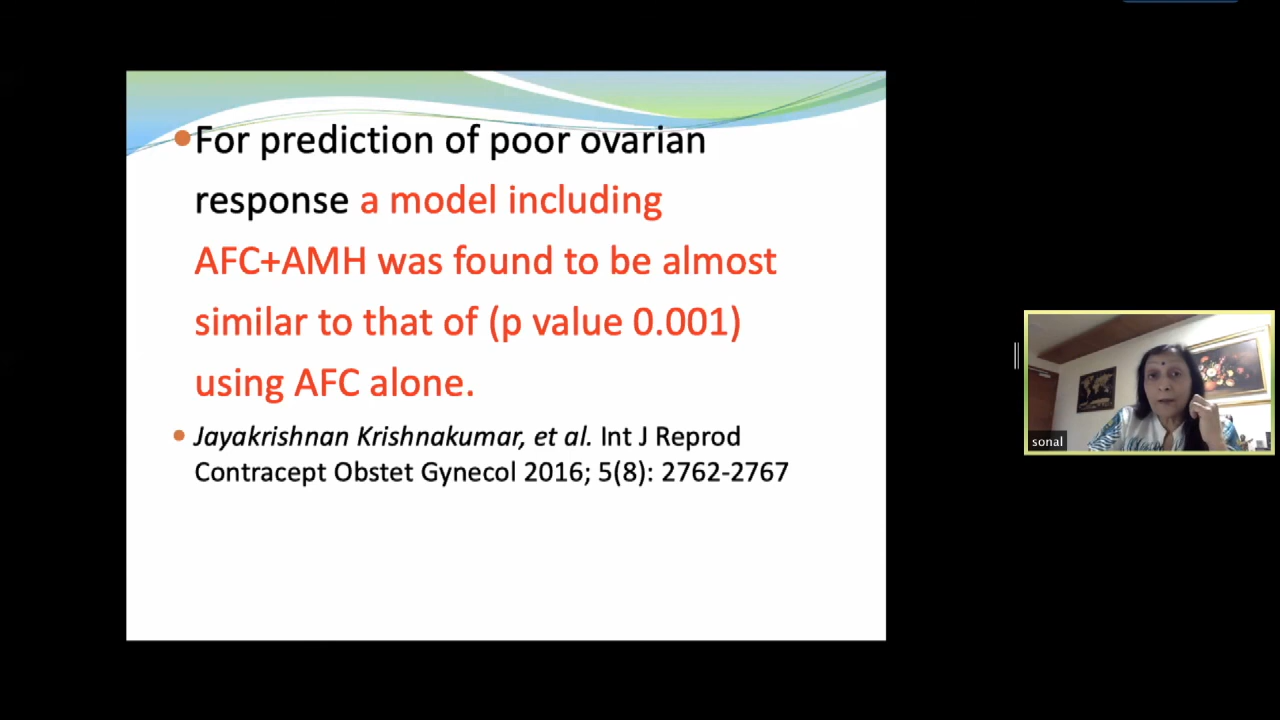 For prediction of poor ovarian
response a model including
AFC+AMH was found to be almost
similar to that of (p value 0.001)
using AFC alone.
Jayakrishnan Krishnakumar, et al. Int J Reprod
Contracept Obstet Gynecol 2016; 5(8): 2762-2767
sonal